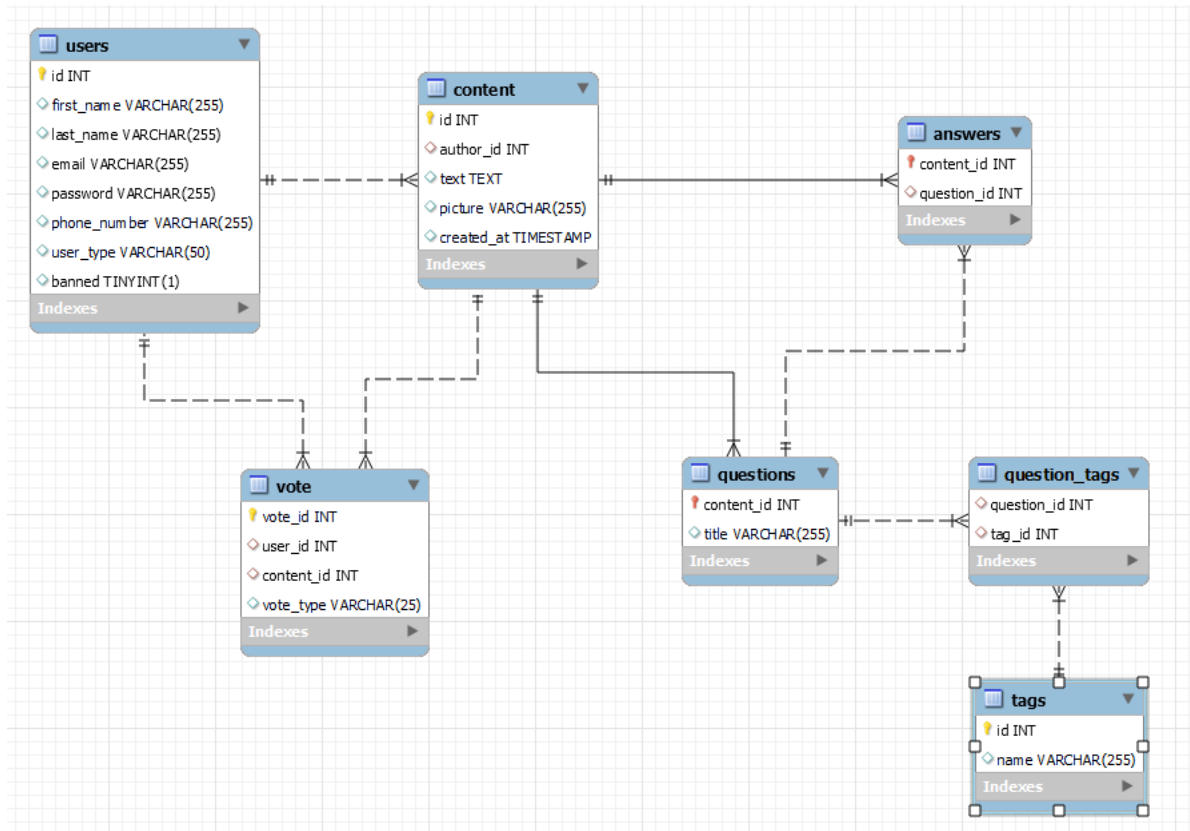 users
id INT
first_name VARCHAR(255)
last_name VARCHAR(255)
email VARCHAR(255)
password VARCHAR(255)
phone_number VARCHAR(255)
user_type VARCHAR(50)
banned TINYINT(1)
Indexes
content
id INT
author_id INT
text TEXT
picture VARCHAR(255)
created_at TIMESTAMP
Indexes
answers
content_id INT
question_id INT
Indexes
vote
vote_id INT
user_id INT
content_id INT
vote_type VARCHAR(25)
Indexes
questions
content_id INT
title VARCHAR(255)
Indexes
question_tags
question_id INT
tag_id INT
Indexes
tags
id INT
name VARCHAR(255)
Indexes